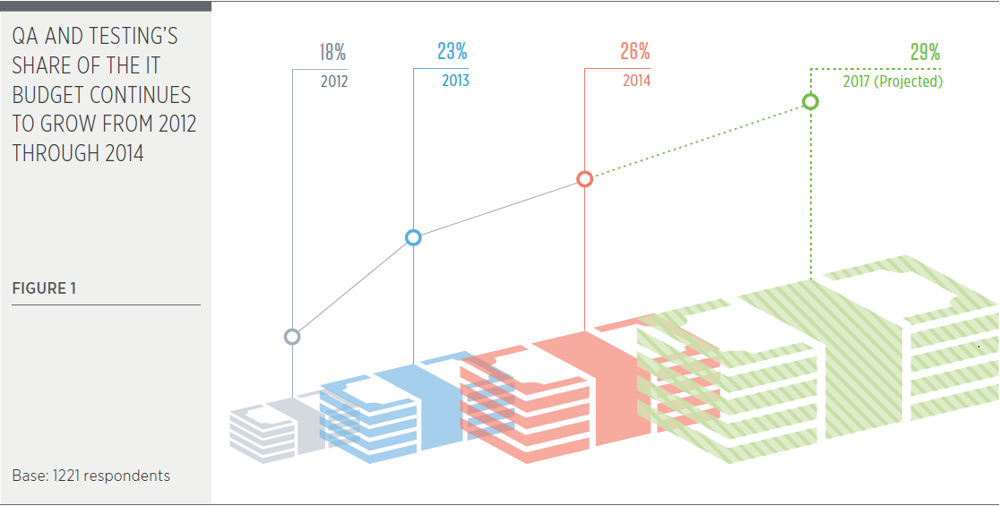 QA AND TESTING'S
SHARE OF THE IT
BUDGET CONTINUES
TO GROW FROM 2012
THROUGH 2014
FIGURE 1
Base: 1221 respondents
18%
2012
23%
2013
26%
2014
29%
2017 (Projected)